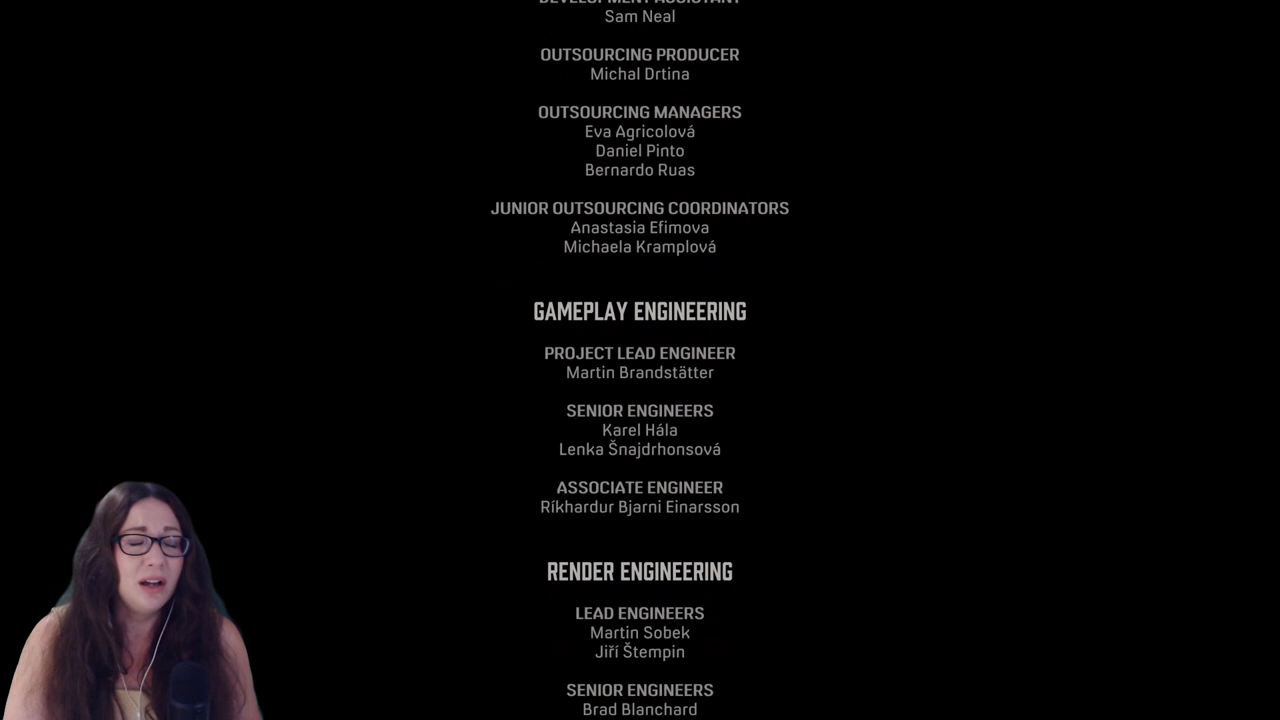 DEVELOPMENT ASSISTANT
Sam Neal
OUTSOURCING PRODUCER
Michal Drtina
OUTSOURCING MANAGERS
Eva Agricolová
Daniel Pinto
Bernardo Ruas
JUNIOR OUTSOURCING COORDINATORS
Anastasia Efimova
Michaela Kramplová
GAMEPLAY ENGINEERING
PROJECT LEAD ENGINEER
Martin Brandstätter
SENIOR ENGINEERS
Karel Hála
Lenka Šnajdrhonsová
ASSOCIATE ENGINEER
Ríkhardur Bjarni Einarsson
RENDER ENGINEERING
LEAD ENGINEERS
Martin Sobek
Jiří Štempin
SENIOR ENGINEERS
Brad Blanchard